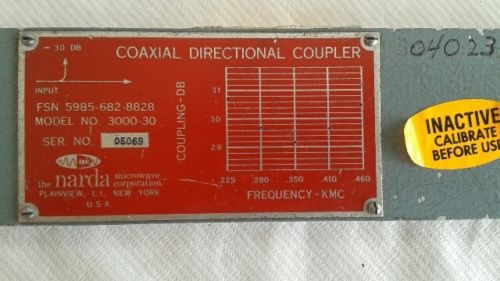 COAXIAL DIRECTIONAL COUPLER
- 30 DB
INPUT
FSN 5985-682-8828
MODEL NO. 3000-30
SER. NO. 05069
the narda microwave corporation
PLAINVIEW, L.I., NEW YORK
U.S.A
COUPLING-DB
31
30
29
.225 .280 .350 .410 .460
FREQUENCY-KMC
04023
INACTIVE
CALIBRATE
BEFORE USE